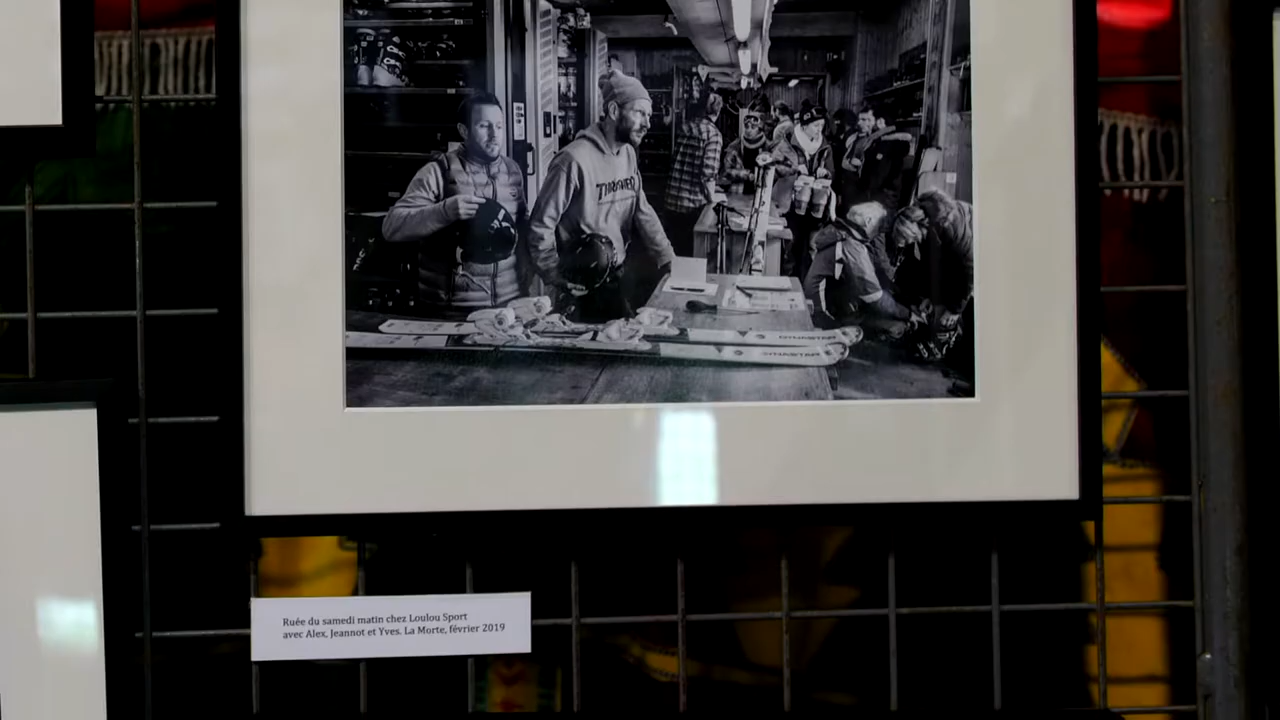 THRASHER
DYNASTAR
DYNASTAR
Ruée du samedi matin chez Loulou Sport
avec Alex, Jeannot et Yves. La Morte, février 2019